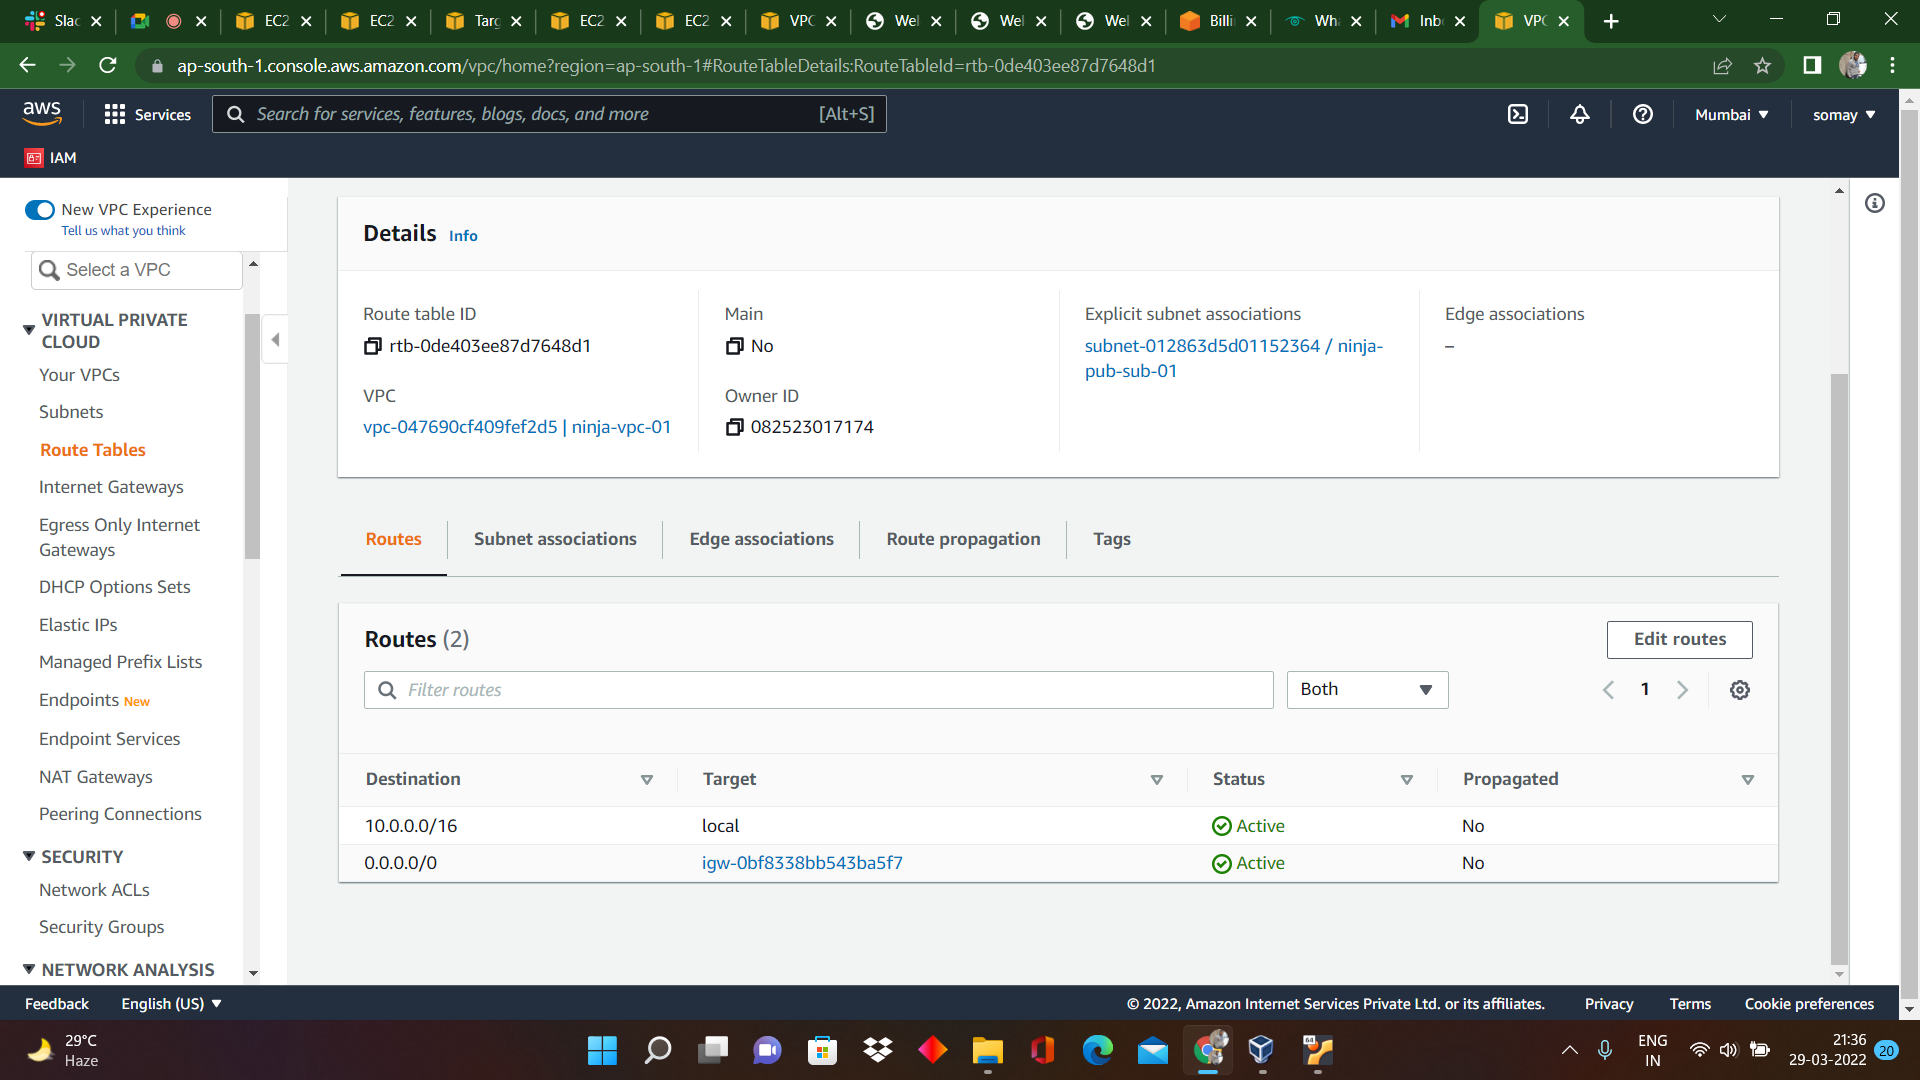 Slac
EC2
EC2
Targ
EC2
EC2
VPC
Wel
Wel
Wel
Billi
Wha
Inb
VPC
ap-south-1.console.aws.amazon.com/vpc/home?region=ap-south-1#RouteTableDetails:RouteTableId=rtb-0de403ee87d7648d1
aws
Services
Search for services, features, blogs, docs, and more
[Alt+S]
Mumbai
somay
IAM
New VPC Experience
Tell us what you think
Select a VPC
VIRTUAL PRIVATE
CLOUD
Your VPCs
Subnets
Route Tables
Internet Gateways
Egress Only Internet
Gateways
DHCP Options Sets
Elastic IPs
Managed Prefix Lists
Endpoints New
Endpoint Services
NAT Gateways
Peering Connections
SECURITY
Network ACLs
Security Groups
NETWORK ANALYSIS
Details Info
Route table ID
rtb-0de403ee87d7648d1
Main
No
Explicit subnet associations
subnet-012863d5d01152364 / ninja-
pub-sub-01
Edge associations
–
VPC
vpc-047690cf409fef2d5 | ninja-vpc-01
Owner ID
082523017174
Routes
Subnet associations
Edge associations
Route propagation
Tags
Routes (2)
Edit routes
Filter routes
Both
1
Destination
Target
Status
Propagated
10.0.0.0/16
local
Active
No
0.0.0.0/0
igw-0bf8338bb543ba5f7
Active
No
Feedback
English (US)
© 2022, Amazon Internet Services Private Ltd. or its affiliates.
Privacy
Terms
Cookie preferences
29°C
Haze
64
ENG
IN
21:36
29-03-2022
20